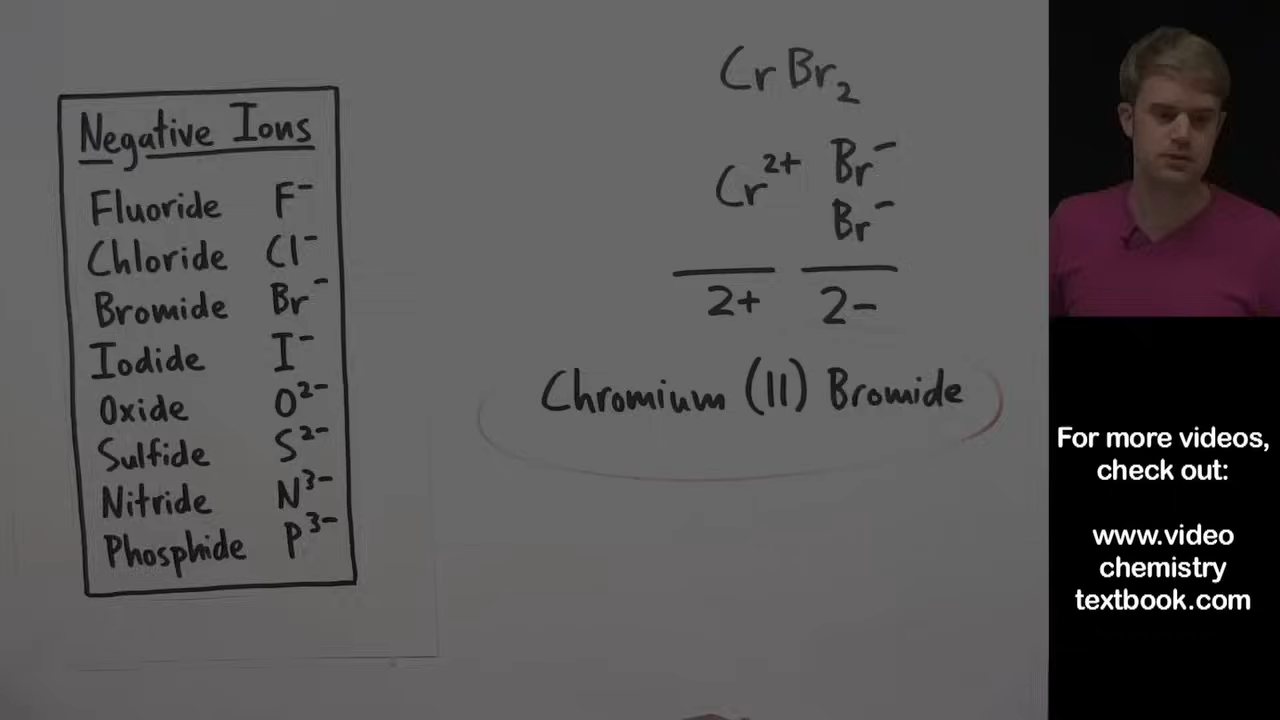 Negative Ions
Fluoride F⁻
Chloride Cl⁻
Bromide Br⁻
Iodide I⁻
Oxide O²⁻
Sulfide S²⁻
Nitride N³⁻
Phosphide P³⁻
CrBr₂
Cr²⁺ Br⁻
Br⁻
2+ 2-
Chromium (II) Bromide
For more videos,
check out:
www.video
chemistry
textbook.com